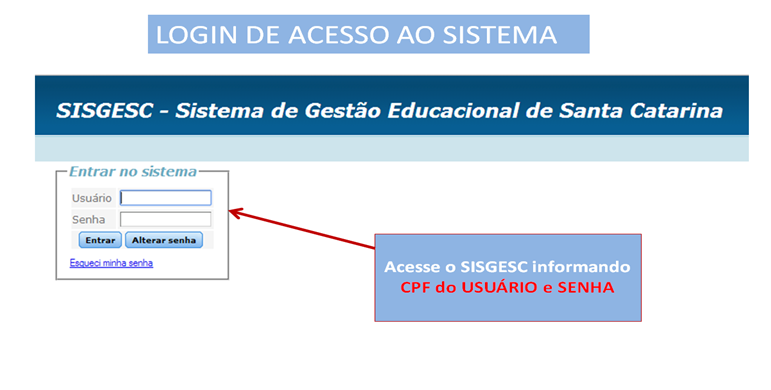 LOGIN DE ACESSO AO SISTEMA
SISGESC – Sistema de Gestão Educacional de Santa Catarina
Entrar no sistema
Usuário
Senha
Entrar Alterar senha
Esqueci minha senha
Acesse o SISGESC informando
CPF do USUÁRIO e SENHA